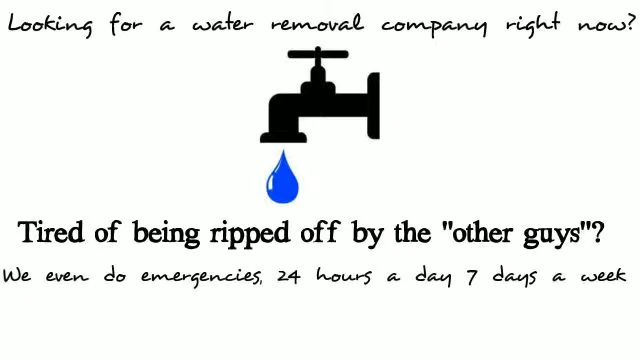 Looking for a water removal company right now?
Tired of being ripped off by the "other guys"?
We even do emergencies, 24 hours a day 7 days a week